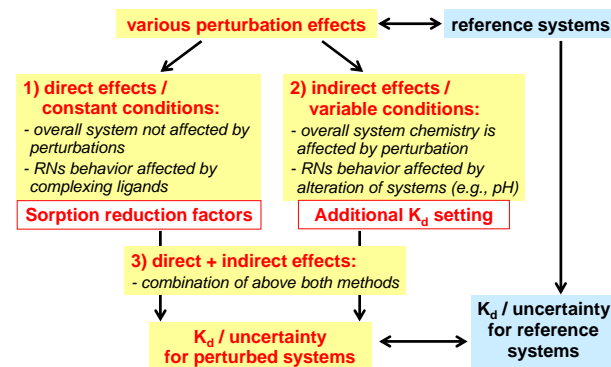 various perturbation effects
reference systems
1) direct effects /
constant conditions:
- overall system not affected by
perturbations
- RNs behavior affected by
complexing ligands
Sorption reduction factors
2) indirect effects /
variable conditions:
- overall system chemistry is
affected by perturbation
- RNs behavior affected by
alteration of systems (e.g., pH)
Additional Kd setting
3) direct + indirect effects:
- combination of above both methods
Kd / uncertainty
for perturbed systems
Kd / uncertainty
for reference
systems